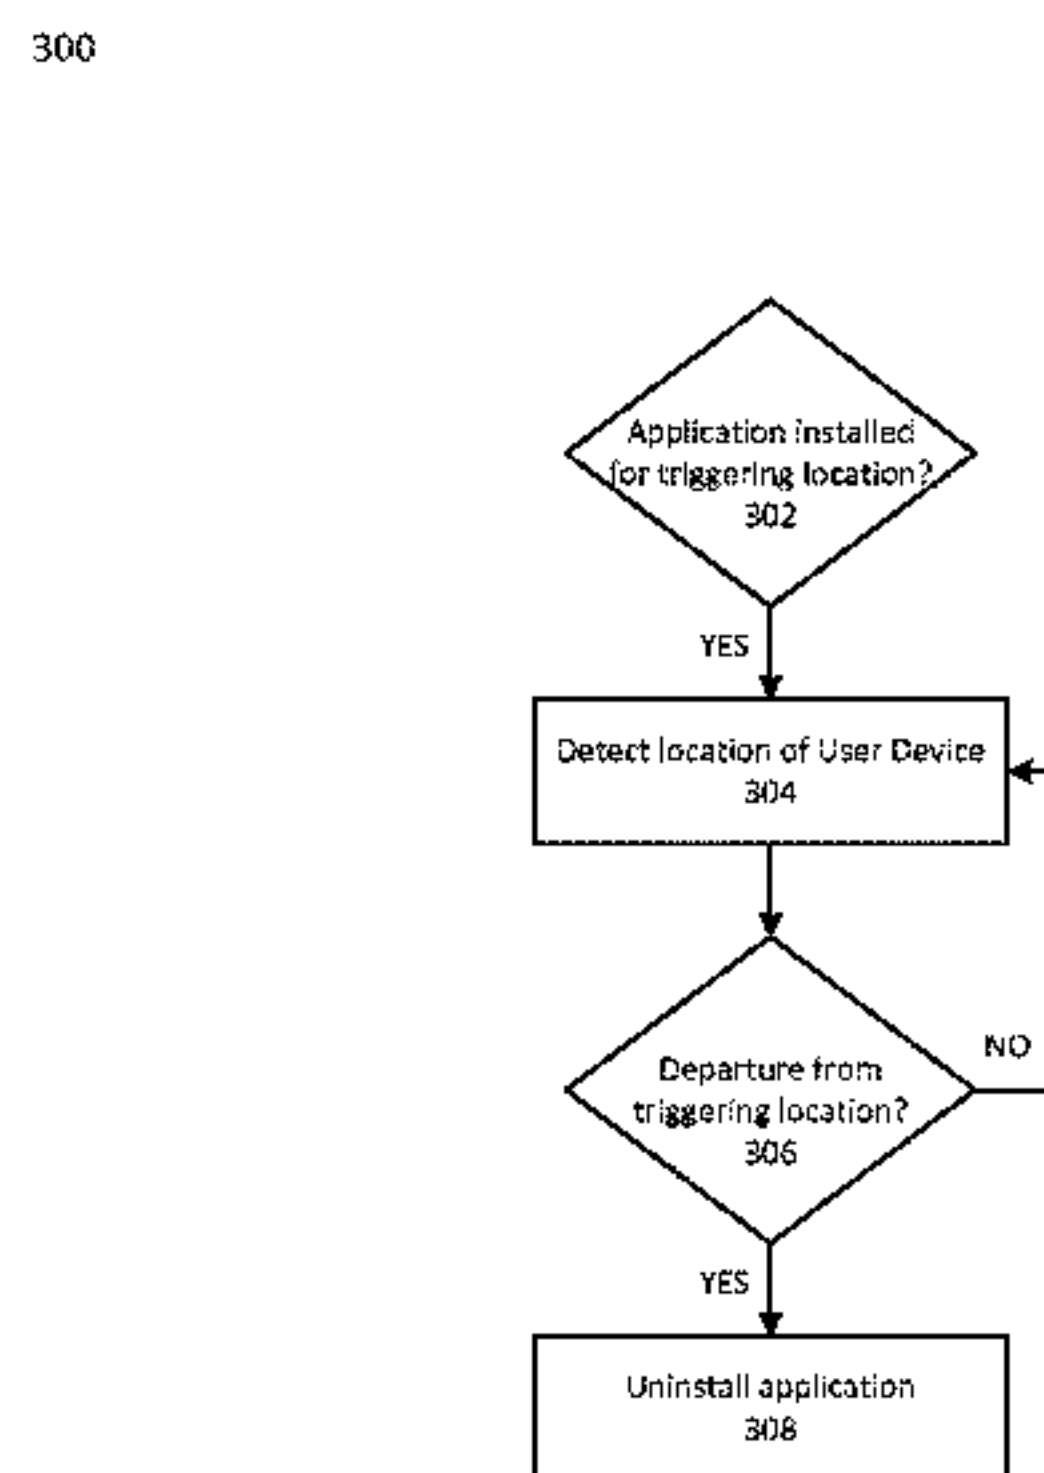 300
Application installed
for triggering location?
302
YES
Detect location of User Device
304
NO
Departure from
triggering location?
306
YES
Uninstall application
308